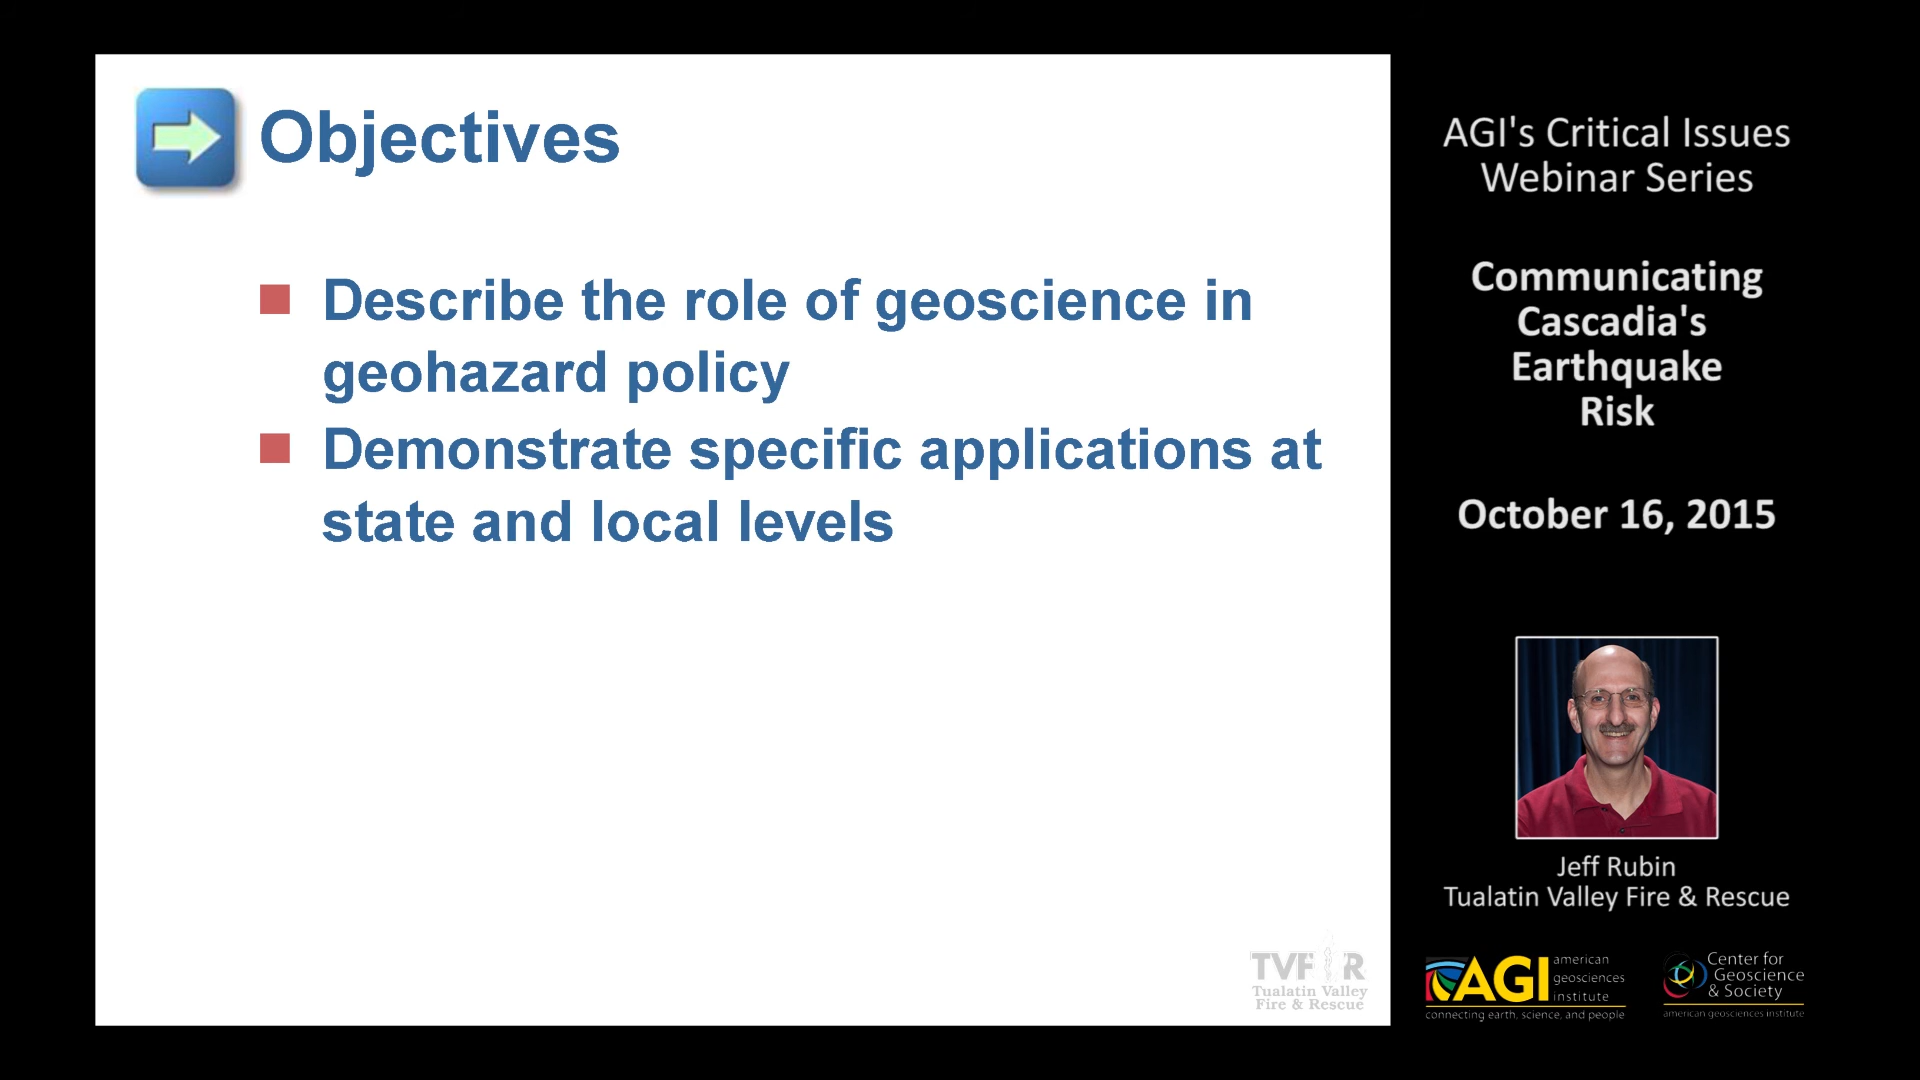 Objectives
Describe the role of geoscience in
geohazard policy
Demonstrate specific applications at
state and local levels
TVF R
Tualatin Valley
Fire & Rescue
AGI's Critical Issues
Webinar Series
Communicating
Cascadia's
Earthquake
Risk
October 16, 2015
Jeff Rubin
Tualatin Valley Fire & Rescue
AGI
american
geosciences
institute
connecting earth, science, and people
Center for
Geoscience
& Society
american geosciences institute